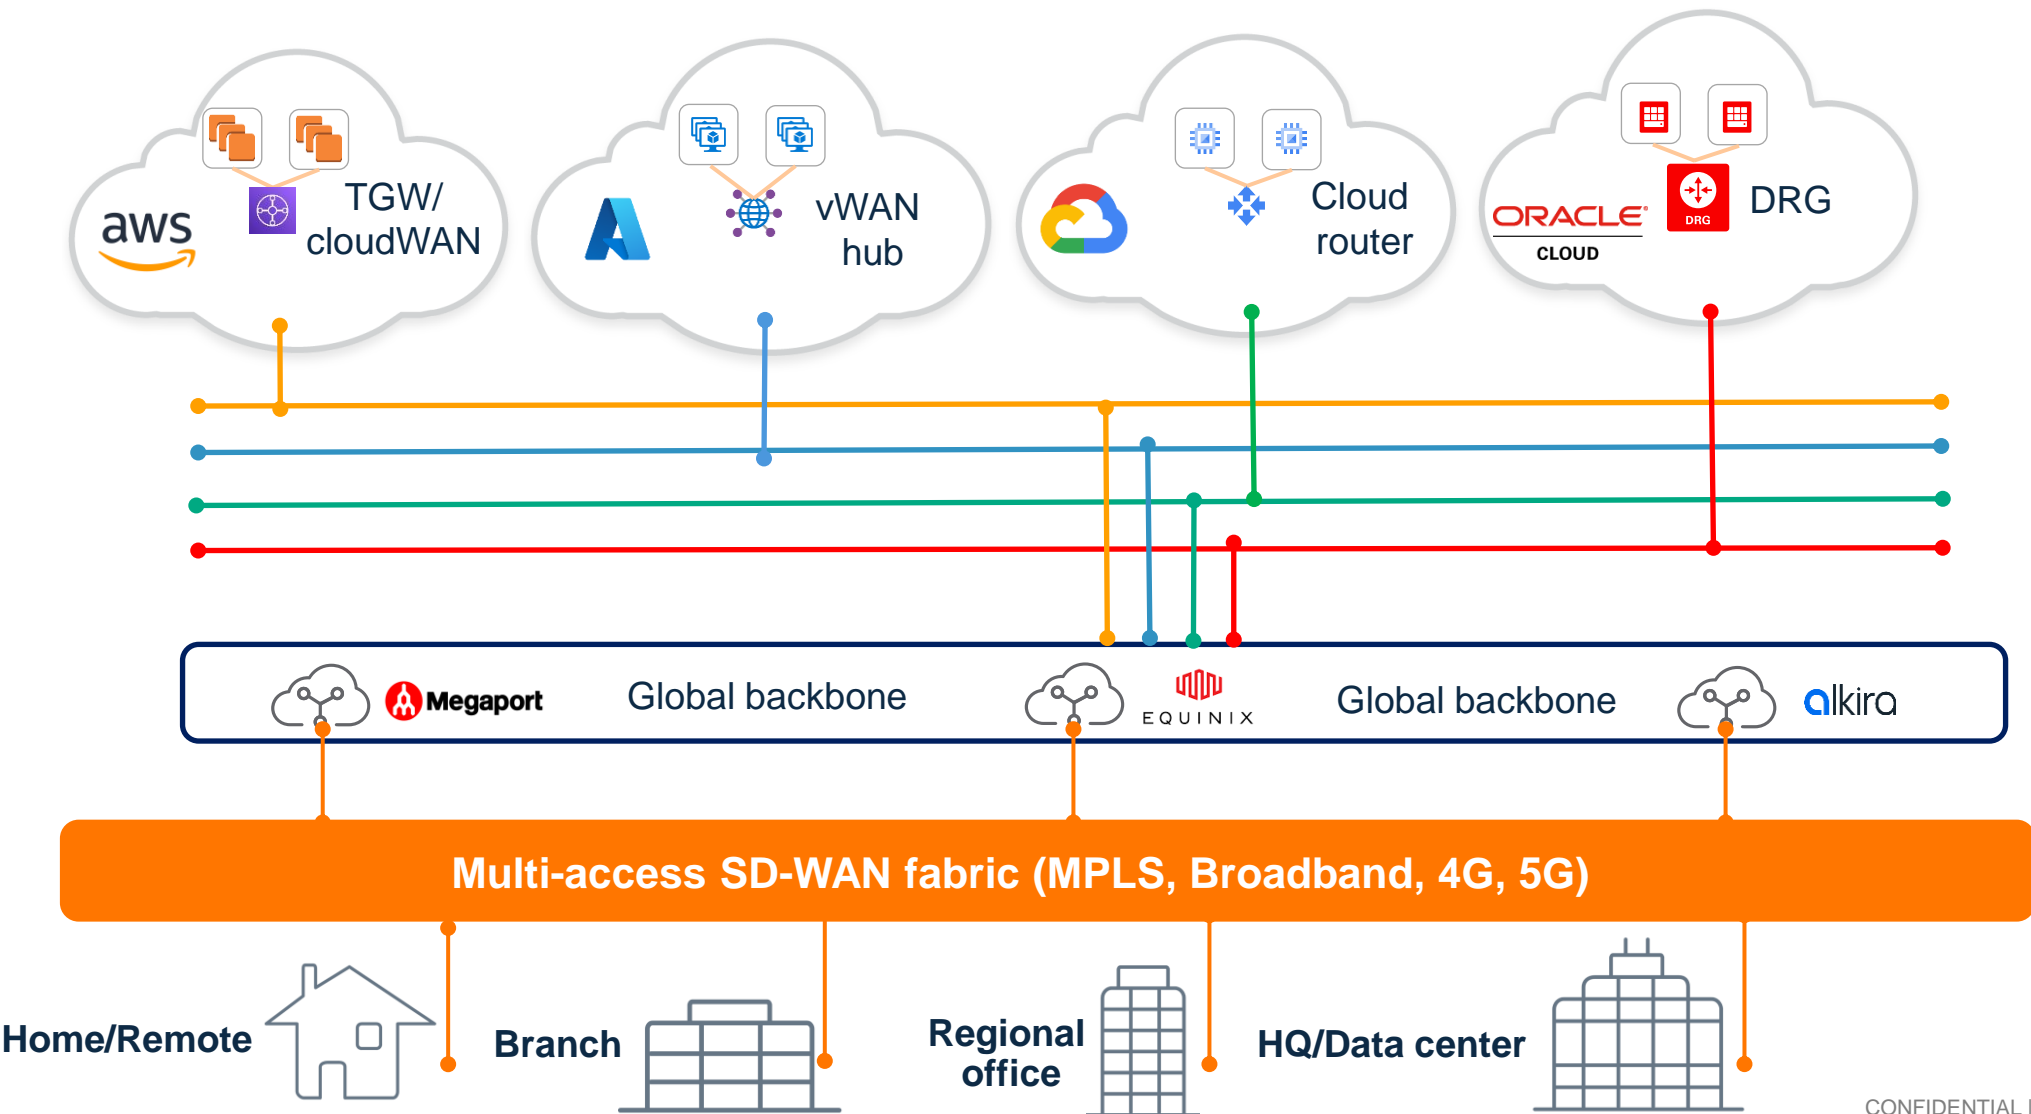 aws
TGW/
cloudWAN
vWAN
hub
Cloud
router
ORACLE
CLOUD
DRG
DRG
Megaport
Global backbone
EQUINIX
Global backbone
alkira
Multi-access SD-WAN fabric (MPLS, Broadband, 4G, 5G)
Home/Remote
Branch
Regional
office
HQ/Data center
CONFIDENTIAL